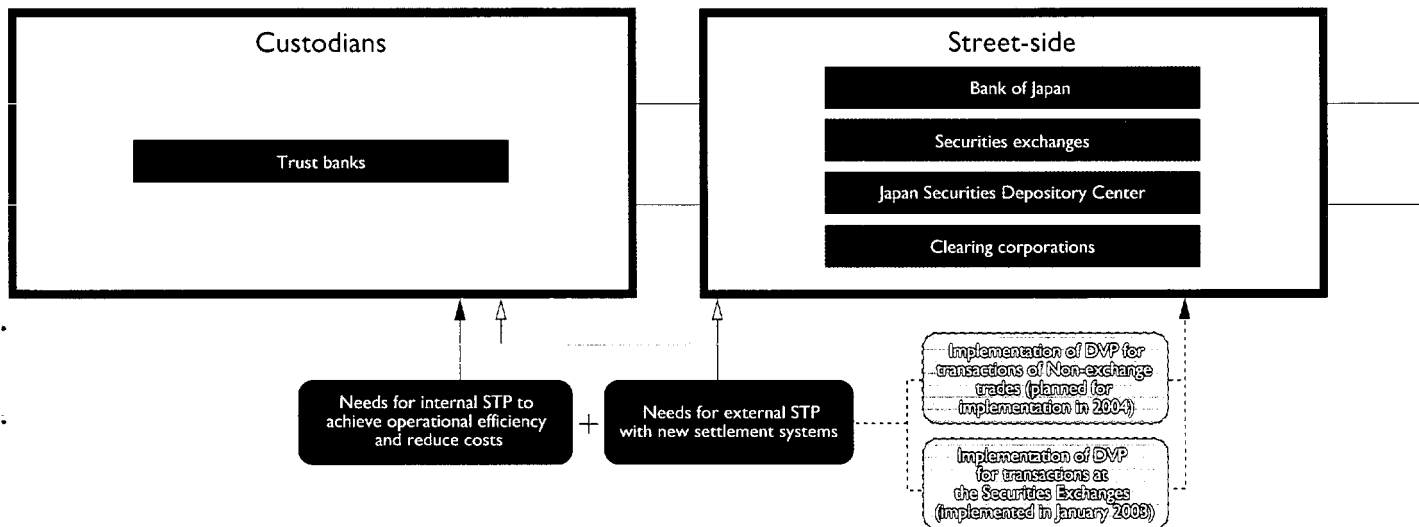 Custodians
Trust banks
Street-side
Bank of Japan
Securities exchanges
Japan Securities Depository Center
Clearing corporations
Needs for internal STP to
achieve operational efficiency
and reduce costs
+
Needs for external STP
with new settlement systems
Implementation of DVP for
transactions of Non-exchange
trades (planned for
implementation in 2004)
Implementation of DVP
for transactions at
the Securities Exchanges
(implemented in January 2003)